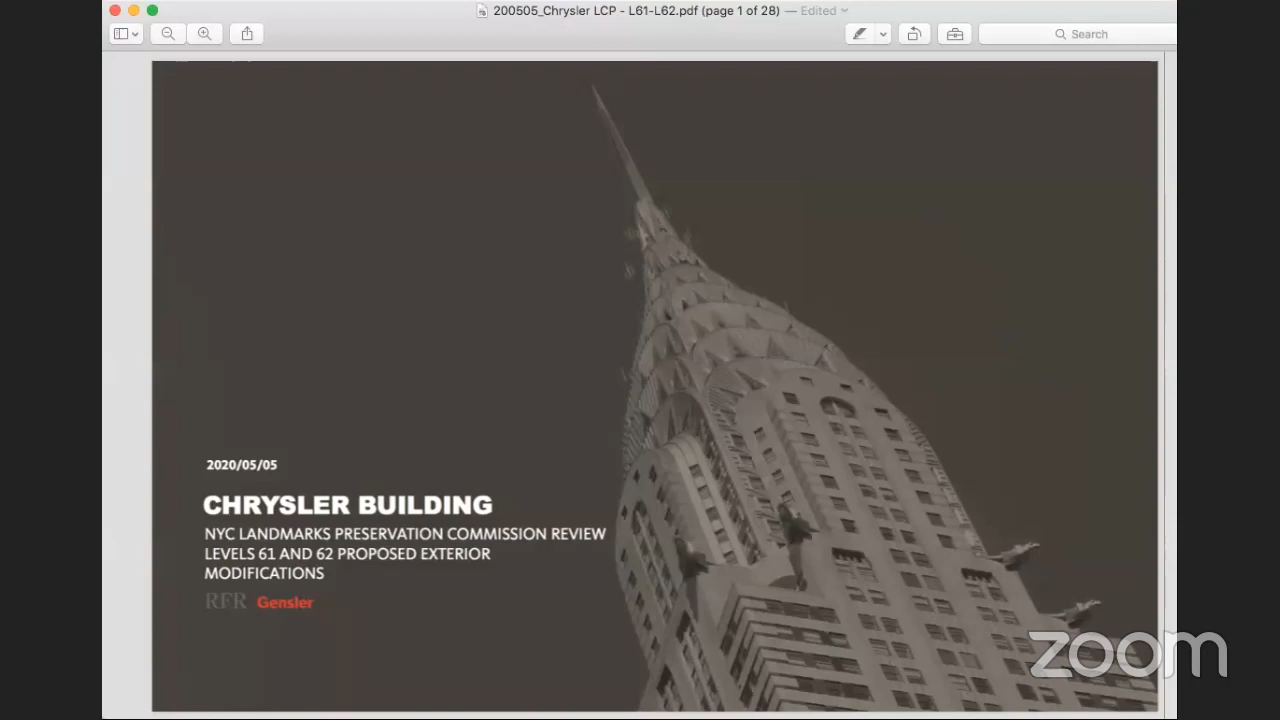 200505_Chrysler LCP - L61-L62.pdf (page 1 of 28) — Edited
Search
2020/05/05
CHRYSLER BUILDING
NYC LANDMARKS PRESERVATION COMMISSION REVIEW
LEVELS 61 AND 62 PROPOSED EXTERIOR
MODIFICATIONS
RFR Gensler
zoom